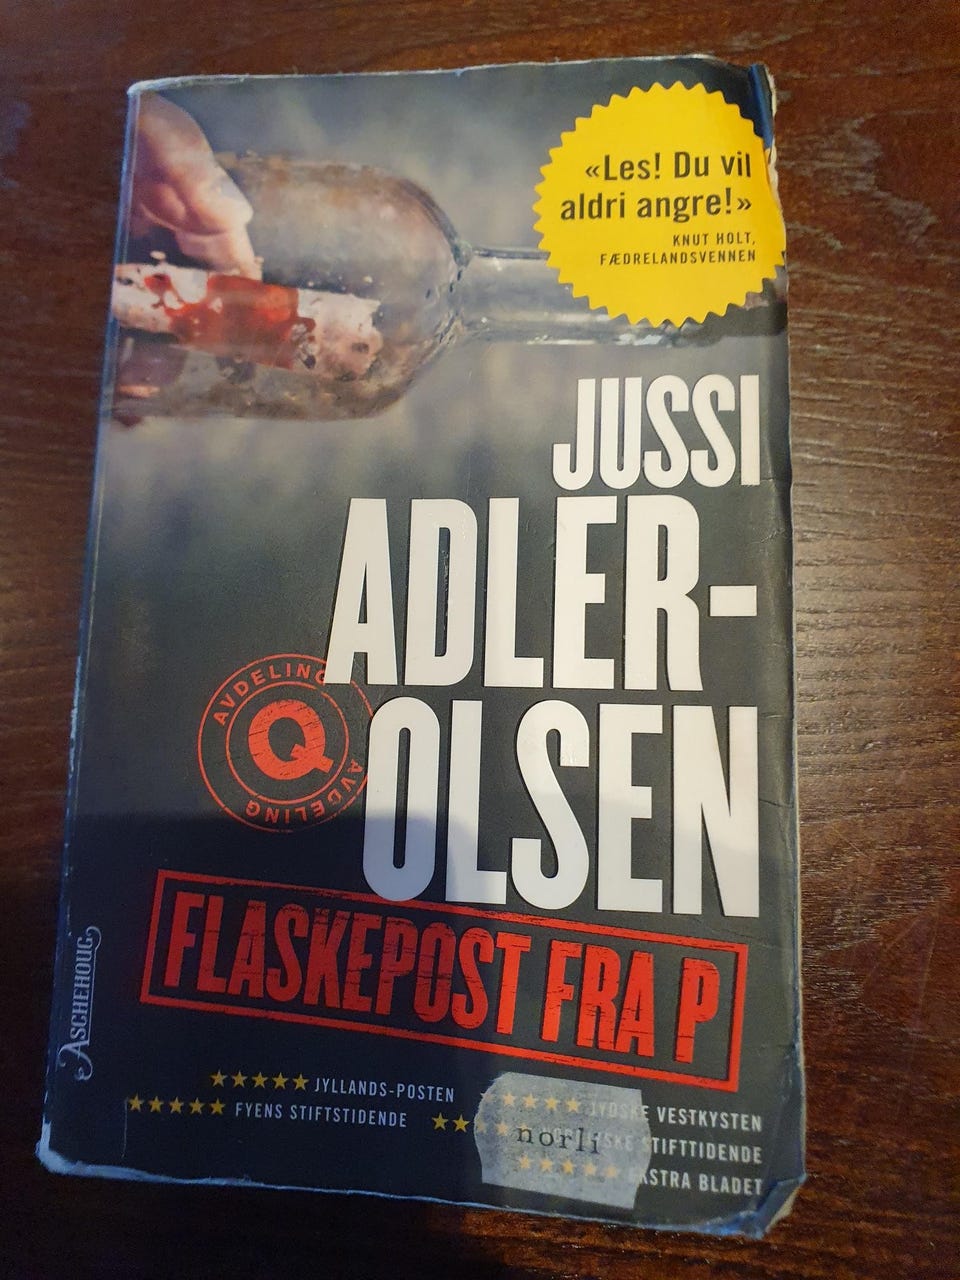 «Les! Du vil
aldri angre!»
KNUT HOLT,
FÆDRELANDSVENNEN
JUSSI
ADLER-
OLSEN
AVDELING
Q
AVDELING
FLASKEPOST FRA P
ASCHEHOUG
★★★★★ JYLLANDS-POSTEN
★★★★★ FYENS STIFTSTIDENDE
★★★★★ JYDSKE VESTKYSTEN
STIFTTIDENDE
EKSTRA BLADET
norli